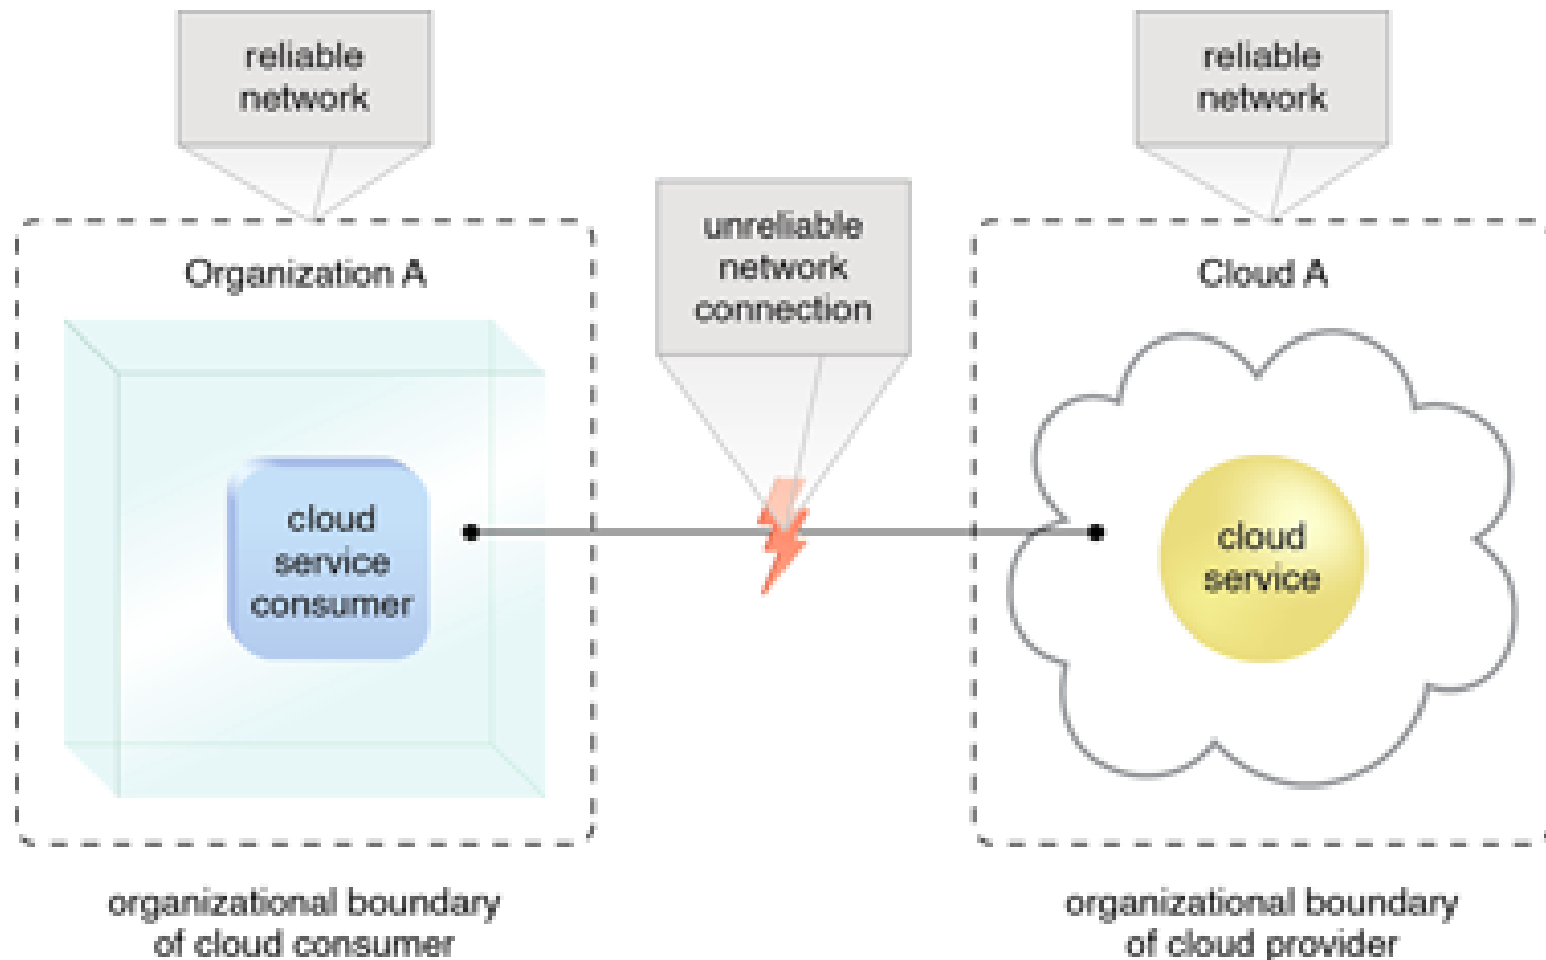 reliable
network
reliable
network
unreliable
network
connection
Organization A
Cloud A
cloud
service
consumer
cloud
service
organizational boundary
of cloud consumer
organizational boundary
of cloud provider